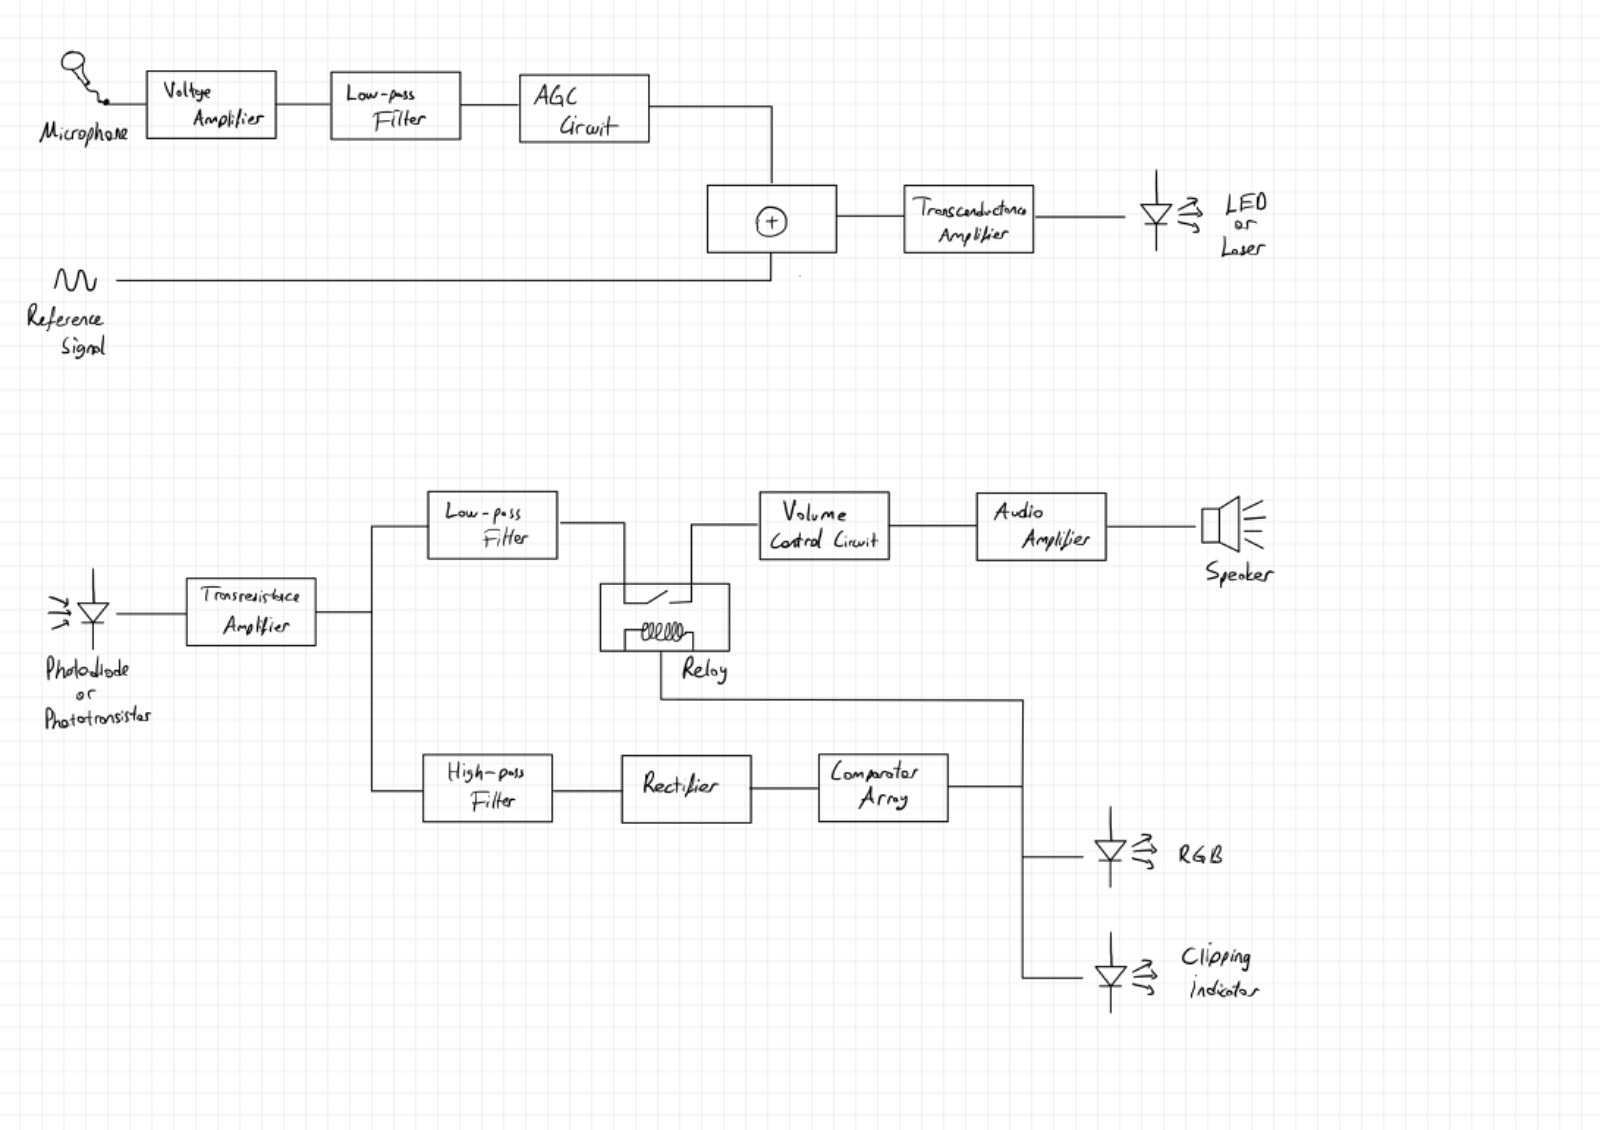 Voltage
Amplifier
Low-pass
Filter
AGC
Circuit
Microphone
+
Transconductance
Amplifier
LED
or
Laser
Reference
Signal
Low-pass
Filter
Volume
Control Circuit
Audio
Amplifier
Speaker
Transresistace
Amplifier
Photodiode
or
Phototransistor
Relay
High-pass
Filter
Rectifier
Comparator
Array
RGB
Clipping
indicator